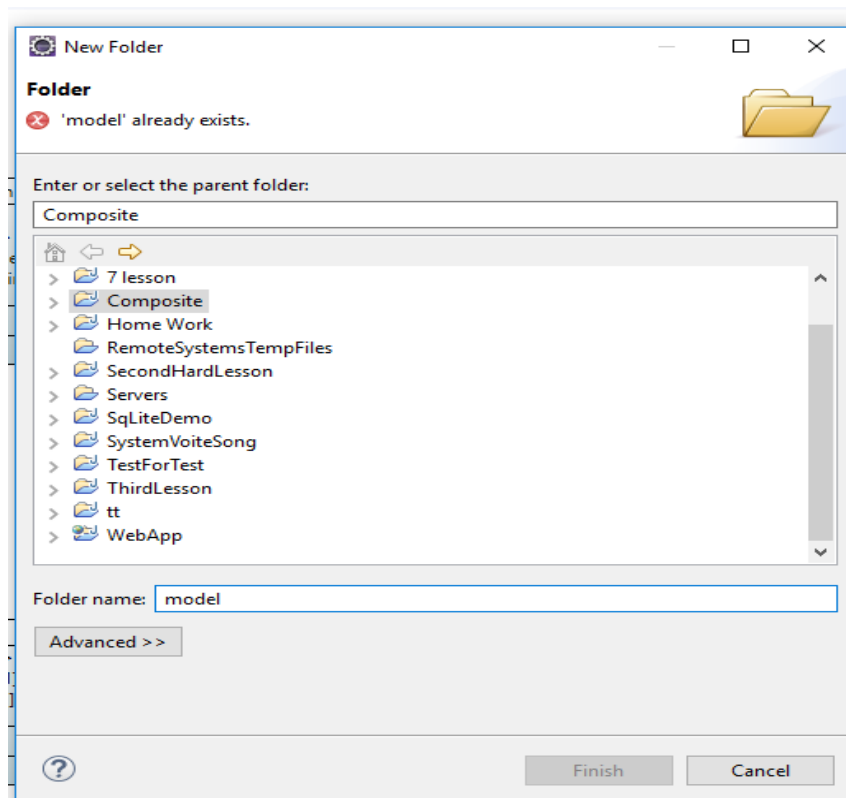 New Folder
Folder
'model' already exists.
Enter or select the parent folder:
Composite
7 lesson
Composite
Home Work
RemoteSystemsTempFiles
SecondHardLesson
Servers
SqLiteDemo
SystemVoiteSong
TestForTest
ThirdLesson
tt
WebApp
Folder name: model
Advanced >>
Finish Cancel